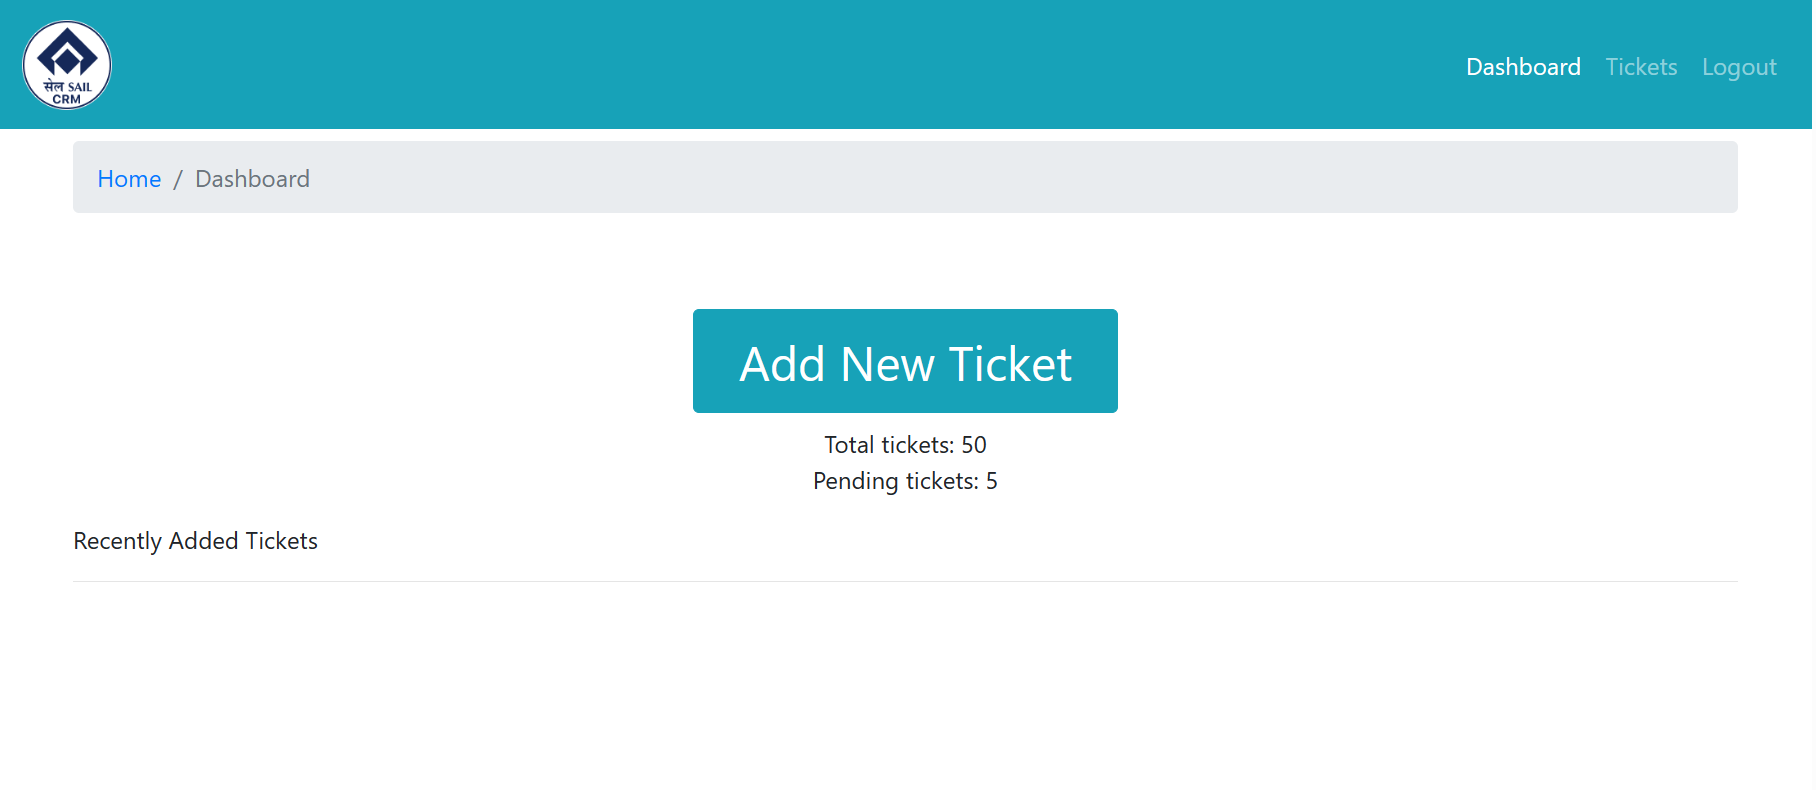 सेल SAIL
CRM
Dashboard Tickets Logout
Home / Dashboard
Add New Ticket
Total tickets: 50
Pending tickets: 5
Recently Added Tickets